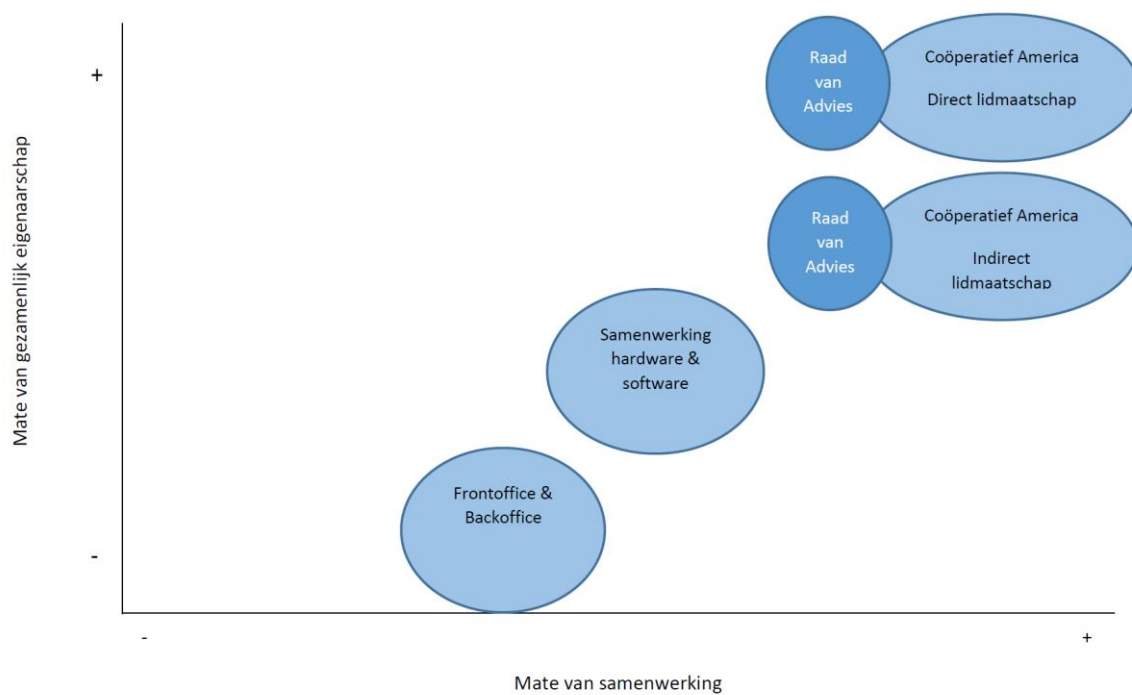 +
Mate van gezamenlijk eigenaarschap
-
Raad
van
Advies
Coöperatief America
Direct lidmaatschap
Raad
van
Advies
Coöperatief America
Indirect
lidmaatschap
Samenwerking
hardware &
software
Frontoffice &
Backoffice
-
+
Mate van samenwerking